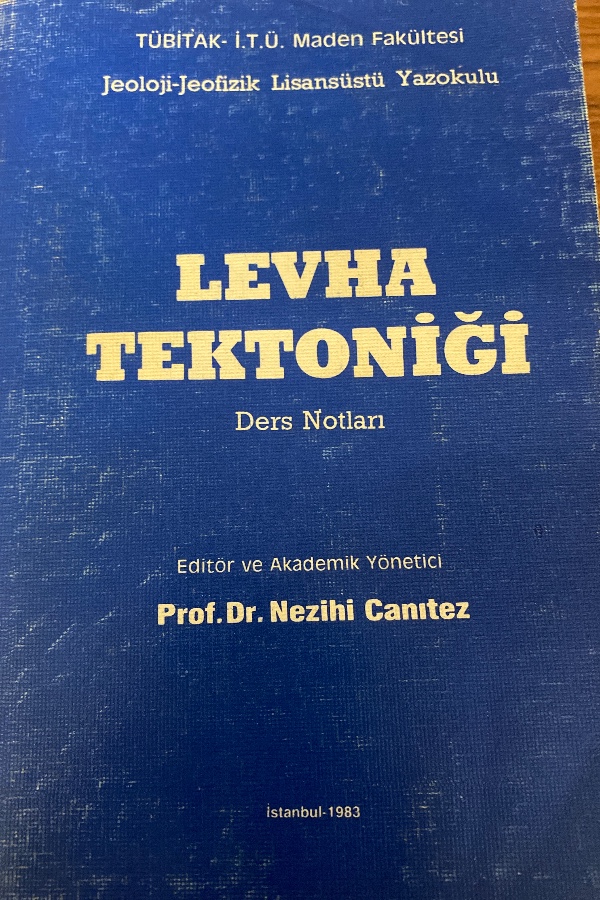 TÜBİTAK- İ.T.Ü. Maden Fakültesi
Jeoloji-Jeofizik Lisansüstü Yazokulu
LEVHA
TEKTONİĞİ
Ders Notları
Editör ve Akademik Yönetici
Prof. Dr. Nezihi Canıtez
İstanbul-1983